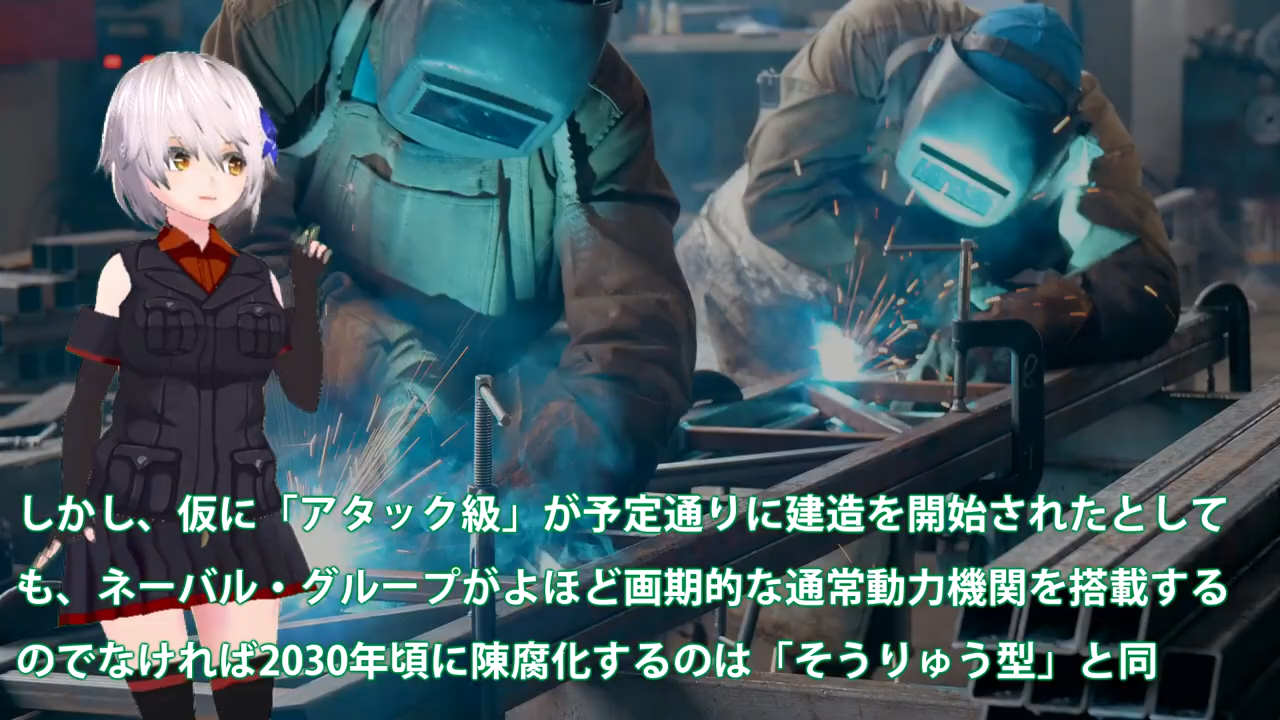 しかし、仮に「アタック級」が予定通りに建造を開始されたとして
も、ネーバル・グループがよほど画期的な通常動力機関を搭載する
のでなければ2030年頃に陳腐化するのは「そうりゅう型」と同